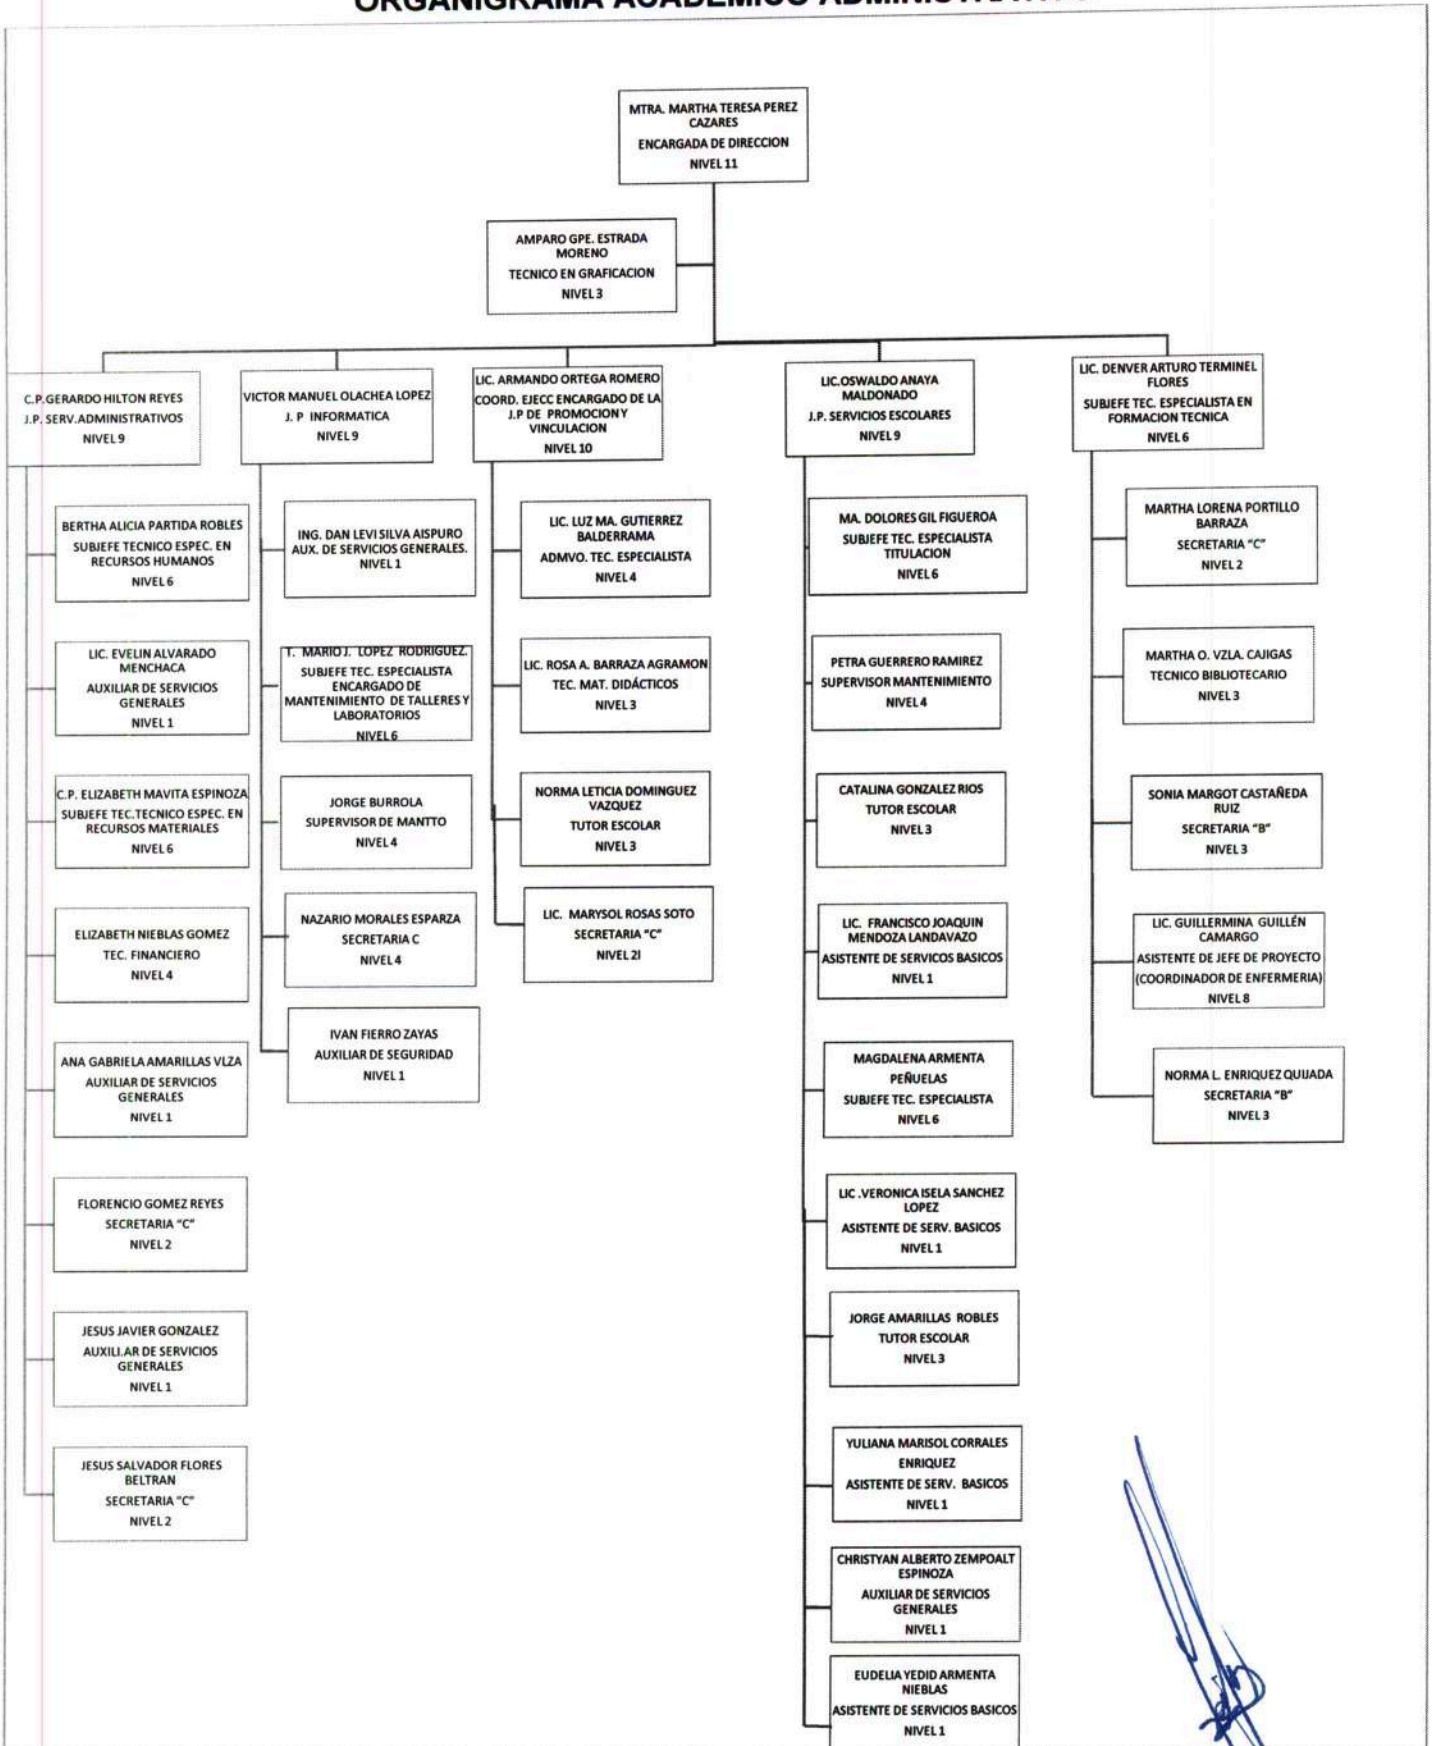 MTRA. MARTHA TERESA PEREZ
CAZARES
ENCARGADA DE DIRECCION
NIVEL 11
AMPARO GPE. ESTRADA
MORENO
TECNICO EN GRAFICACION
NIVEL 3
C.P.GERARDO HILTON REYES
J.P. SERV.ADMINISTRATIVOS
NIVEL 9
VICTOR MANUEL OLACHEA LOPEZ
J. P INFORMATICA
NIVEL 9
LIC. ARMANDO ORTEGA ROMERO
COORD. EJECC ENCARGADO DE LA
J.P DE PROMOCION Y
VINCULACION
NIVEL 10
LIC.OSWALDO ANAYA
MALDONADO
J.P. SERVICIOS ESCOLARES
NIVEL 9
LIC. DENVER ARTURO TERMINEL
FLORES
SUBJEFE TEC. ESPECIALISTA EN
FORMACION TECNICA
NIVEL 6
BERTHA ALICIA PARTIDA ROBLES
SUBJEFE TECNICO ESPEC. EN
RECURSOS HUMANOS
NIVEL 6
LIC. EVELIN ALVARADO
MENCHACA
AUXILIAR DE SERVICIOS
GENERALES
NIVEL 1
C.P. ELIZABETH MAVITA ESPINOZA
SUBJEFE TEC.TECNICO ESPEC. EN
RECURSOS MATERIALES
NIVEL 6
ELIZABETH NIEBLAS GOMEZ
TEC. FINANCIERO
NIVEL 4
ANA GABRIELA AMARILLAS VLZA
AUXILIAR DE SERVICIOS
GENERALES
NIVEL 1
FLORENCIO GOMEZ REYES
SECRETARIA "C"
NIVEL 2
JESUS JAVIER GONZALEZ
AUXILI.AR DE SERVICIOS
GENERALES
NIVEL 1
JESUS SALVADOR FLORES
BELTRAN
SECRETARIA "C"
NIVEL 2
ING. DAN LEVI SILVA AISPURO
AUX. DE SERVICIOS GENERALES.
NIVEL 1
T. MARIO J. LOPEZ RODRIGUEZ.
SUBJEFE TEC. ESPECIALISTA
ENCARGADO DE
MANTENIMIENTO DE TALLERES Y
LABORATORIOS
NIVEL 6
JORGE BURROLA
SUPERVISOR DE MANTTO
NIVEL 4
NAZARIO MORALES ESPARZA
SECRETARIA C
NIVEL 4
IVAN FIERRO ZAYAS
AUXILIAR DE SEGURIDAD
NIVEL 1
LIC. LUZ MA. GUTIERREZ
BALDERRAMA
ADMVO. TEC. ESPECIALISTA
NIVEL 4
LIC. ROSA A. BARRAZA AGRAMON
TEC. MAT. DIDÁCTICOS
NIVEL 3
NORMA LETICIA DOMINGUEZ
VAZQUEZ
TUTOR ESCOLAR
NIVEL 3
LIC. MARYSOL ROSAS SOTO
SECRETARIA "C"
NIVEL 2I
MA. DOLORES GIL FIGUEROA
SUBJEFE TEC. ESPECIALISTA
TITULACION
NIVEL 6
PETRA GUERRERO RAMIREZ
SUPERVISOR MANTENIMIENTO
NIVEL 4
CATALINA GONZALEZ RIOS
TUTOR ESCOLAR
NIVEL 3
LIC. FRANCISCO JOAQUIN
MENDOZA LANDAVAZO
ASISTENTE DE SERVICOS BASICOS
NIVEL 1
MAGDALENA ARMENTA
PEÑUELAS
SUBJEFE TEC. ESPECIALISTA
NIVEL 6
LIC .VERONICA ISELA SANCHEZ
LOPEZ
ASISTENTE DE SERV. BASICOS
NIVEL 1
JORGE AMARILLAS ROBLES
TUTOR ESCOLAR
NIVEL 3
YULIANA MARISOL CORRALES
ENRIQUEZ
ASISTENTE DE SERV. BASICOS
NIVEL 1
CHRISTYAN ALBERTO ZEMPOALT
ESPINOZA
AUXILIAR DE SERVICIOS
GENERALES
NIVEL 1
EUDELIA YEDID ARMENTA
NIEBLAS
ASISTENTE DE SERVICIOS BASICOS
NIVEL 1
MARTHA LORENA PORTILLO
BARRAZA
SECRETARIA "C"
NIVEL 2
MARTHA O. VZLA. CAJIGAS
TECNICO BIBLIOTECARIO
NIVEL 3
SONIA MARGOT CASTAÑEDA
RUIZ
SECRETARIA "B"
NIVEL 3
LIC. GUILLERMINA GUILLÉN
CAMARGO
ASISTENTE DE JEFE DE PROYECTO
(COORDINADOR DE ENFERMERIA)
NIVEL 8
NORMA L. ENRIQUEZ QUIJADA
SECRETARIA "B"
NIVEL 3